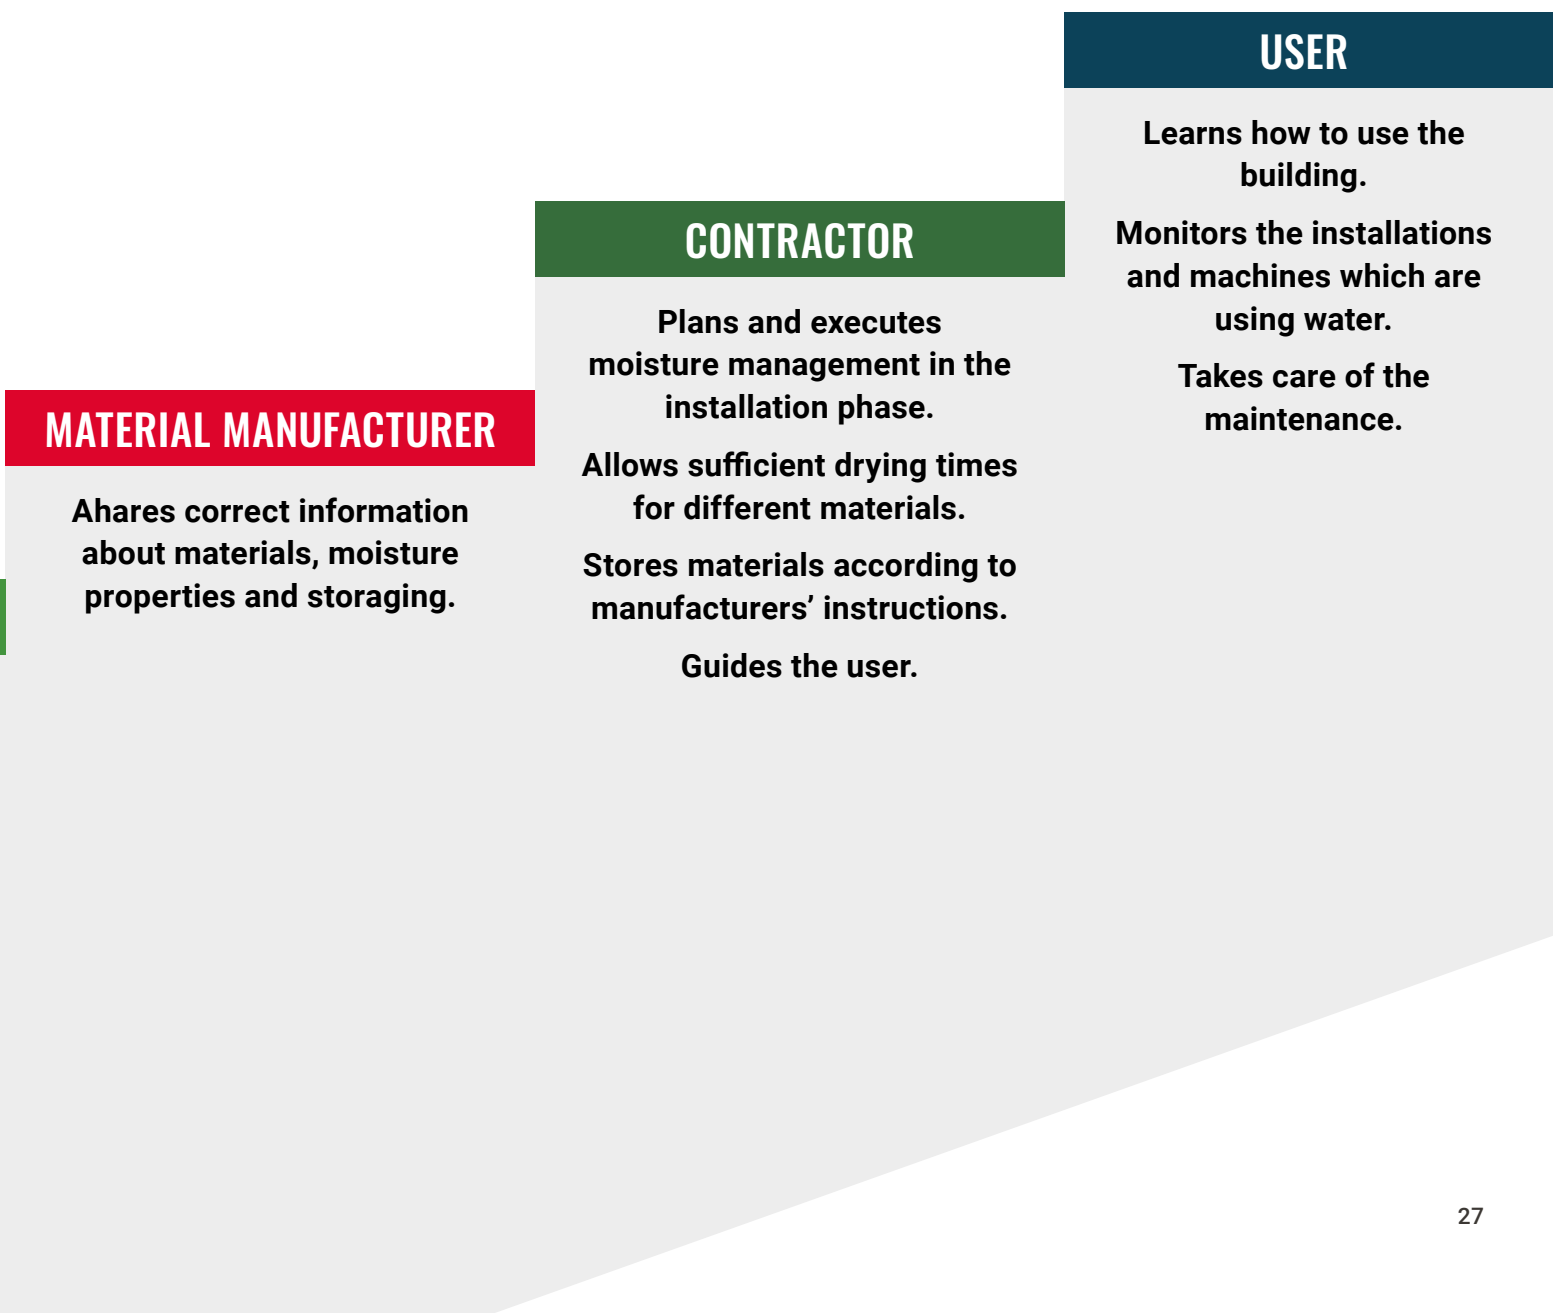 MATERIAL MANUFACTURER
Ahares correct information
about materials, moisture
properties and storaging.
CONTRACTOR
Plans and executes
moisture management in the
installation phase.
Allows sufficient drying times
for different materials.
Stores materials according to
manufacturers’ instructions.
Guides the user.
USER
Learns how to use the
building.
Monitors the installations
and machines which are
using water.
Takes care of the
maintenance.
27